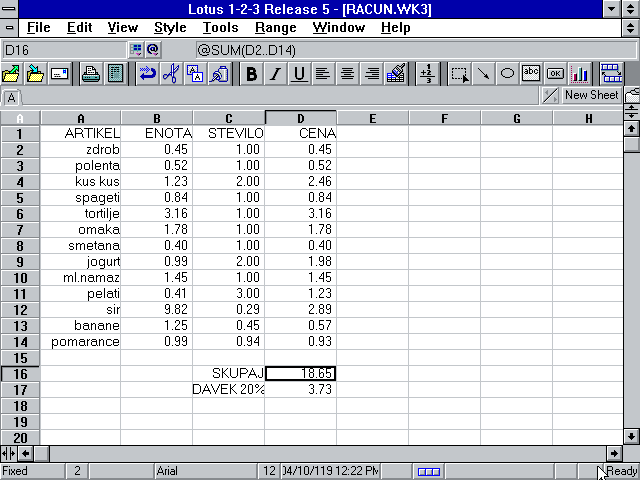 Lotus 1-2-3 Release 5 - [RACUN.WK3]
File Edit View Style Tools Range Window Help
D16 @ @SUM(D2..D14)
B I U abc OK
A New Sheet
A A B C D E F G H
1 ARTIKEL ENOTA STEVILO CENA
2 zdrob 0.45 1.00 0.45
3 polenta 0.52 1.00 0.52
4 kus kus 1.23 2.00 2.46
5 spageti 0.84 1.00 0.84
6 tortilje 3.16 1.00 3.16
7 omaka 1.78 1.00 1.78
8 smetana 0.40 1.00 0.40
9 jogurt 0.99 2.00 1.98
10 ml.namaz 1.45 1.00 1.45
11 pelati 0.41 3.00 1.23
12 sir 9.82 0.29 2.89
13 banane 1.25 0.45 0.57
14 pomarance 0.99 0.94 0.93
15
16 SKUPAJ 18.65
17 DAVEK 20% 3.73
18
19
20
Fixed 2 Arial 12 04/10/119 12:22 PM Ready